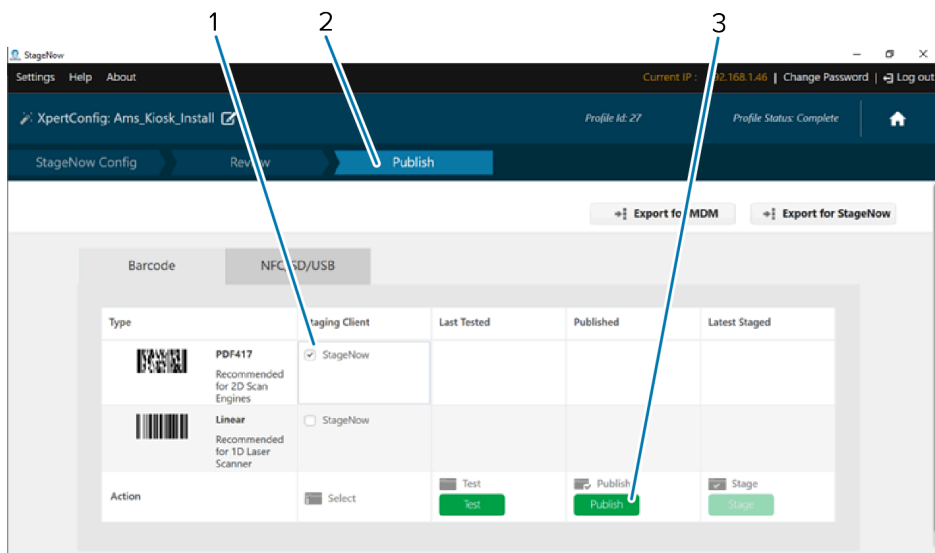 1 2 3
StageNow
Settings Help About Current IP : 92.168.1.46 | Change Password | Log out
XpertConfig: Ams_Kiosk_Install Profile Id: 27 Profile Status: Complete
StageNow Config Review Publish
Export for MDM Export for StageNow
Barcode NFC/SD/USB
Type Staging Client Last Tested Published Latest Staged
PDF417 StageNow
Recommended
for 2D Scan
Engines
Linear StageNow
Recommended
for 1D Laser
Scanner
Action Select Test Publish Stage
Test Publish Stage